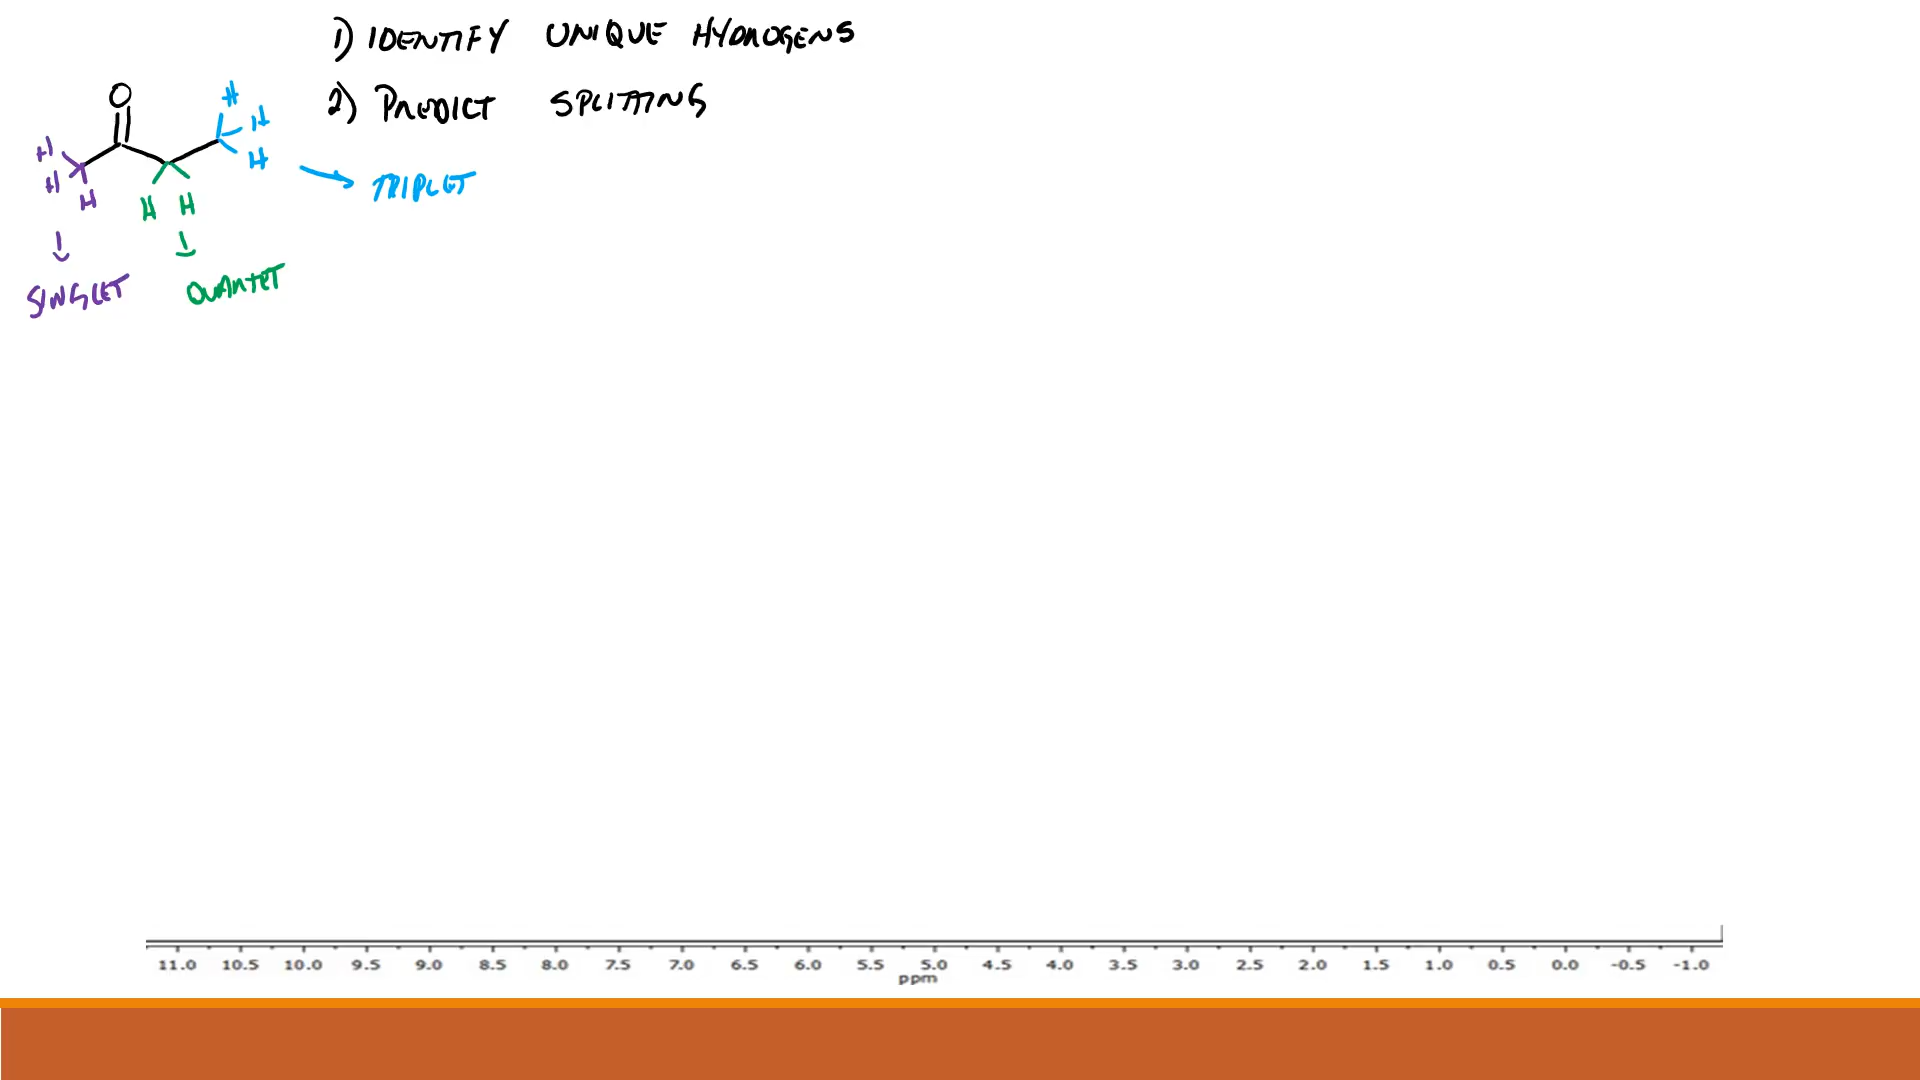 1) IDENTIFY UNIQUE HYDROGENS
2) PREDICT SPLITTING
O
H
H
H
H
H
H
H
H
TRIPLET
SINGLET
QUARTET
11.0 10.5 10.0 9.5 9.0 8.5 8.0 7.5 7.0 6.5 6.0 5.5 5.0 4.5 4.0 3.5 3.0 2.5 2.0 1.5 1.0 0.5 0.0 -0.5 -1.0
ppm